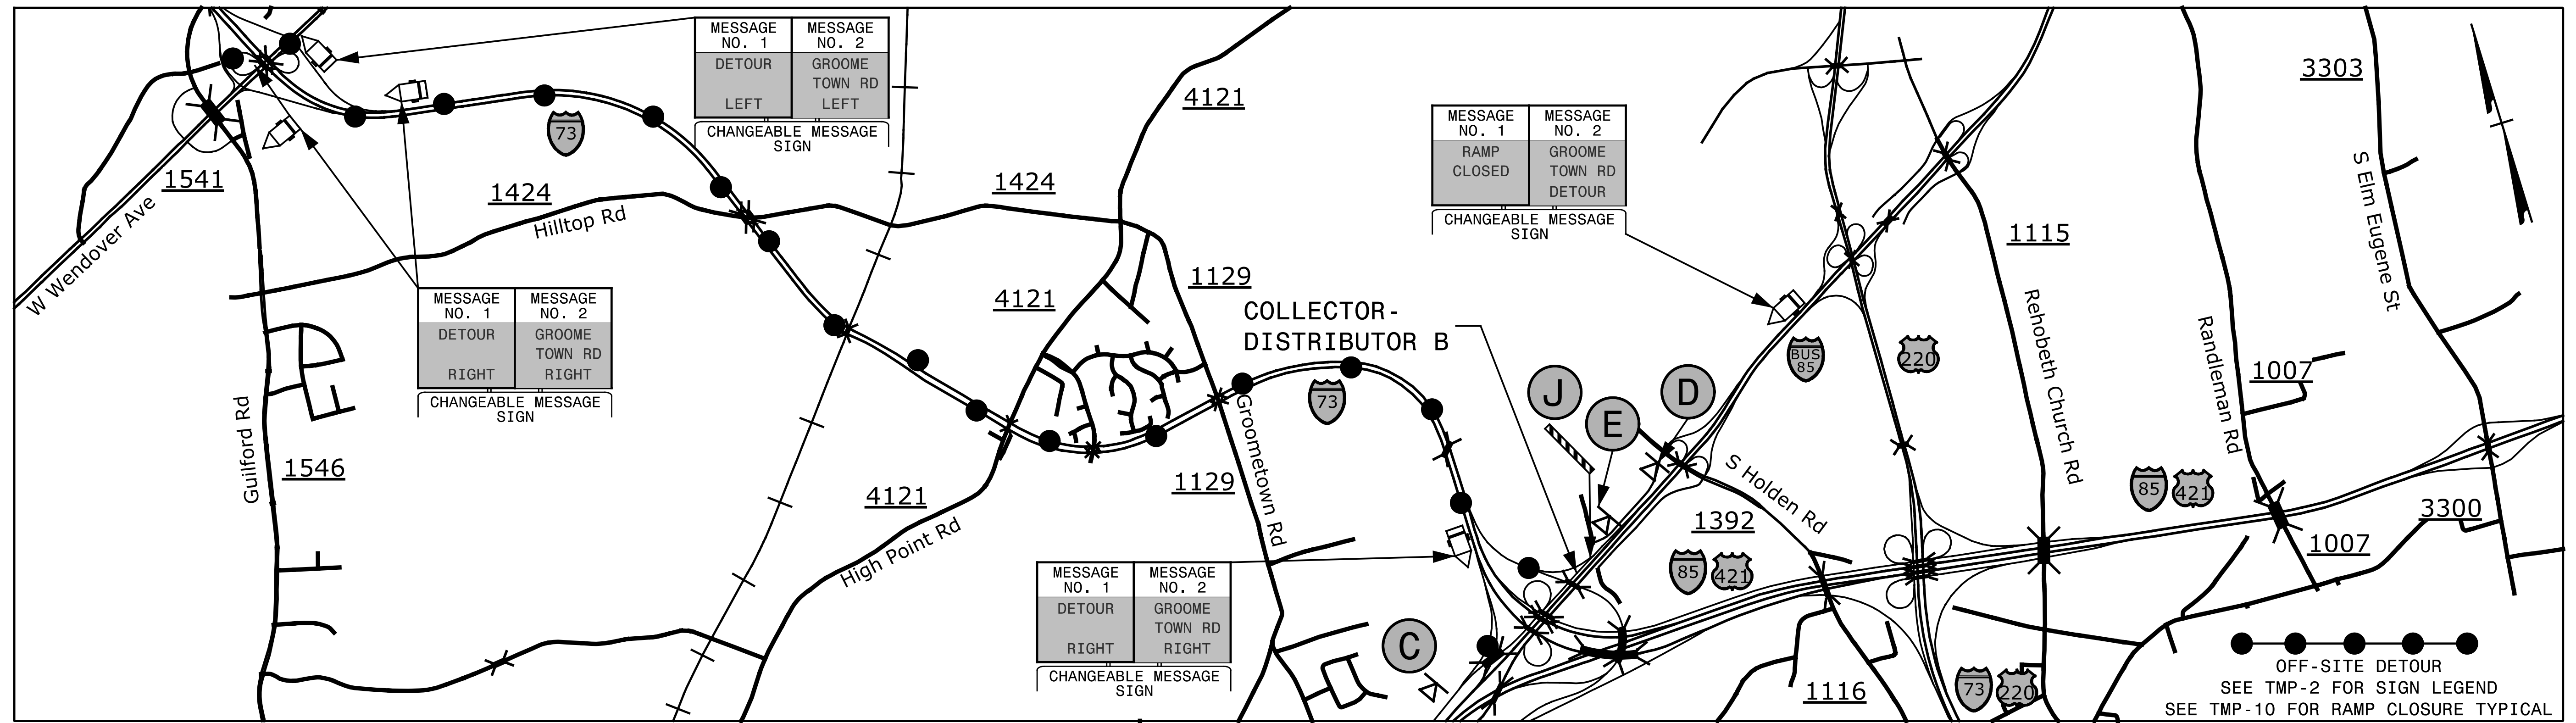 MESSAGE NO. 1
MESSAGE NO. 2
DETOUR
LEFT
GROOME
TOWN RD
LEFT
CHANGEABLE MESSAGE
SIGN
73
1541
W Wendover Ave
1424
Hilltop Rd
1424
4121
MESSAGE NO. 1
MESSAGE NO. 2
DETOUR
RIGHT
GROOME
TOWN RD
RIGHT
CHANGEABLE MESSAGE
SIGN
Guilford Rd
1546
4121
1129
4121
High Point Rd
1129
Groometown Rd
COLLECTOR-
DISTRIBUTOR B
73
MESSAGE NO. 1
MESSAGE NO. 2
RAMP
CLOSED
GROOME
TOWN RD
DETOUR
CHANGEABLE MESSAGE
SIGN
J
E
D
BUS
85
220
S Holden Rd
1392
85
421
MESSAGE NO. 1
MESSAGE NO. 2
DETOUR
RIGHT
GROOME
TOWN RD
RIGHT
CHANGEABLE MESSAGE
SIGN
C
1115
Rehobeth Church Rd
Randleman Rd
3303
S Elm Eugene St
1007
85
421
3300
1007
1116
73
220
OFF-SITE DETOUR
SEE TMP-2 FOR SIGN LEGEND
SEE TMP-10 FOR RAMP CLOSURE TYPICAL